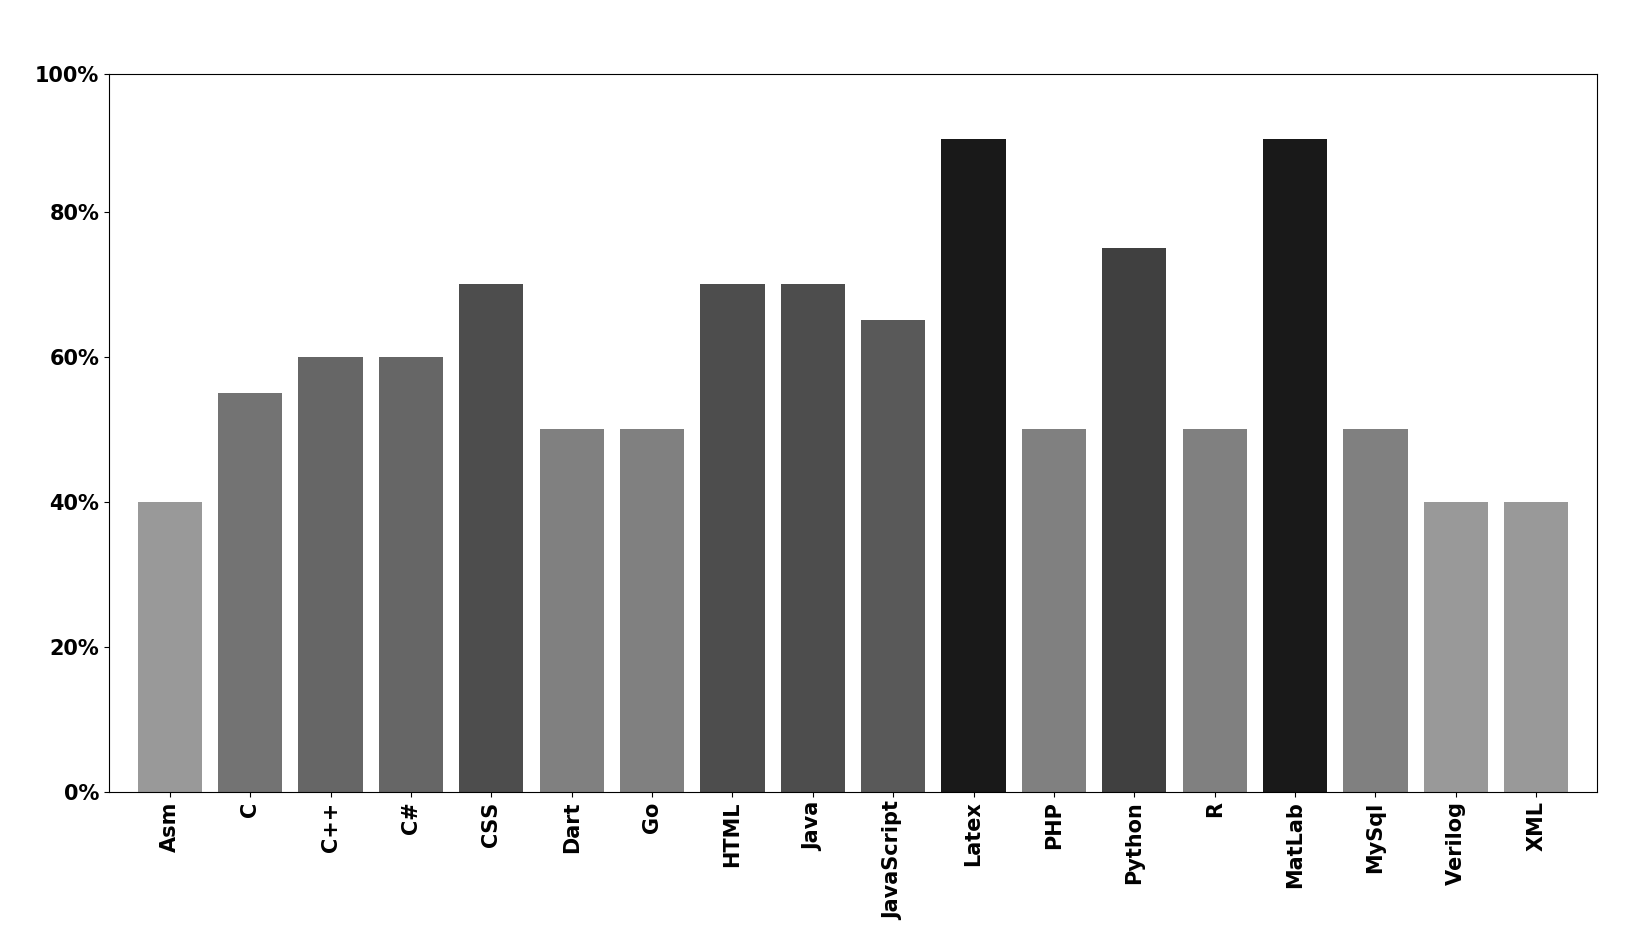 100%
80%
60%
40%
20%
0%
Asm
C
C++
C#
CSS
Dart
Go
HTML
Java
JavaScript
Latex
PHP
Python
R
MatLab
MySql
Verilog
XML